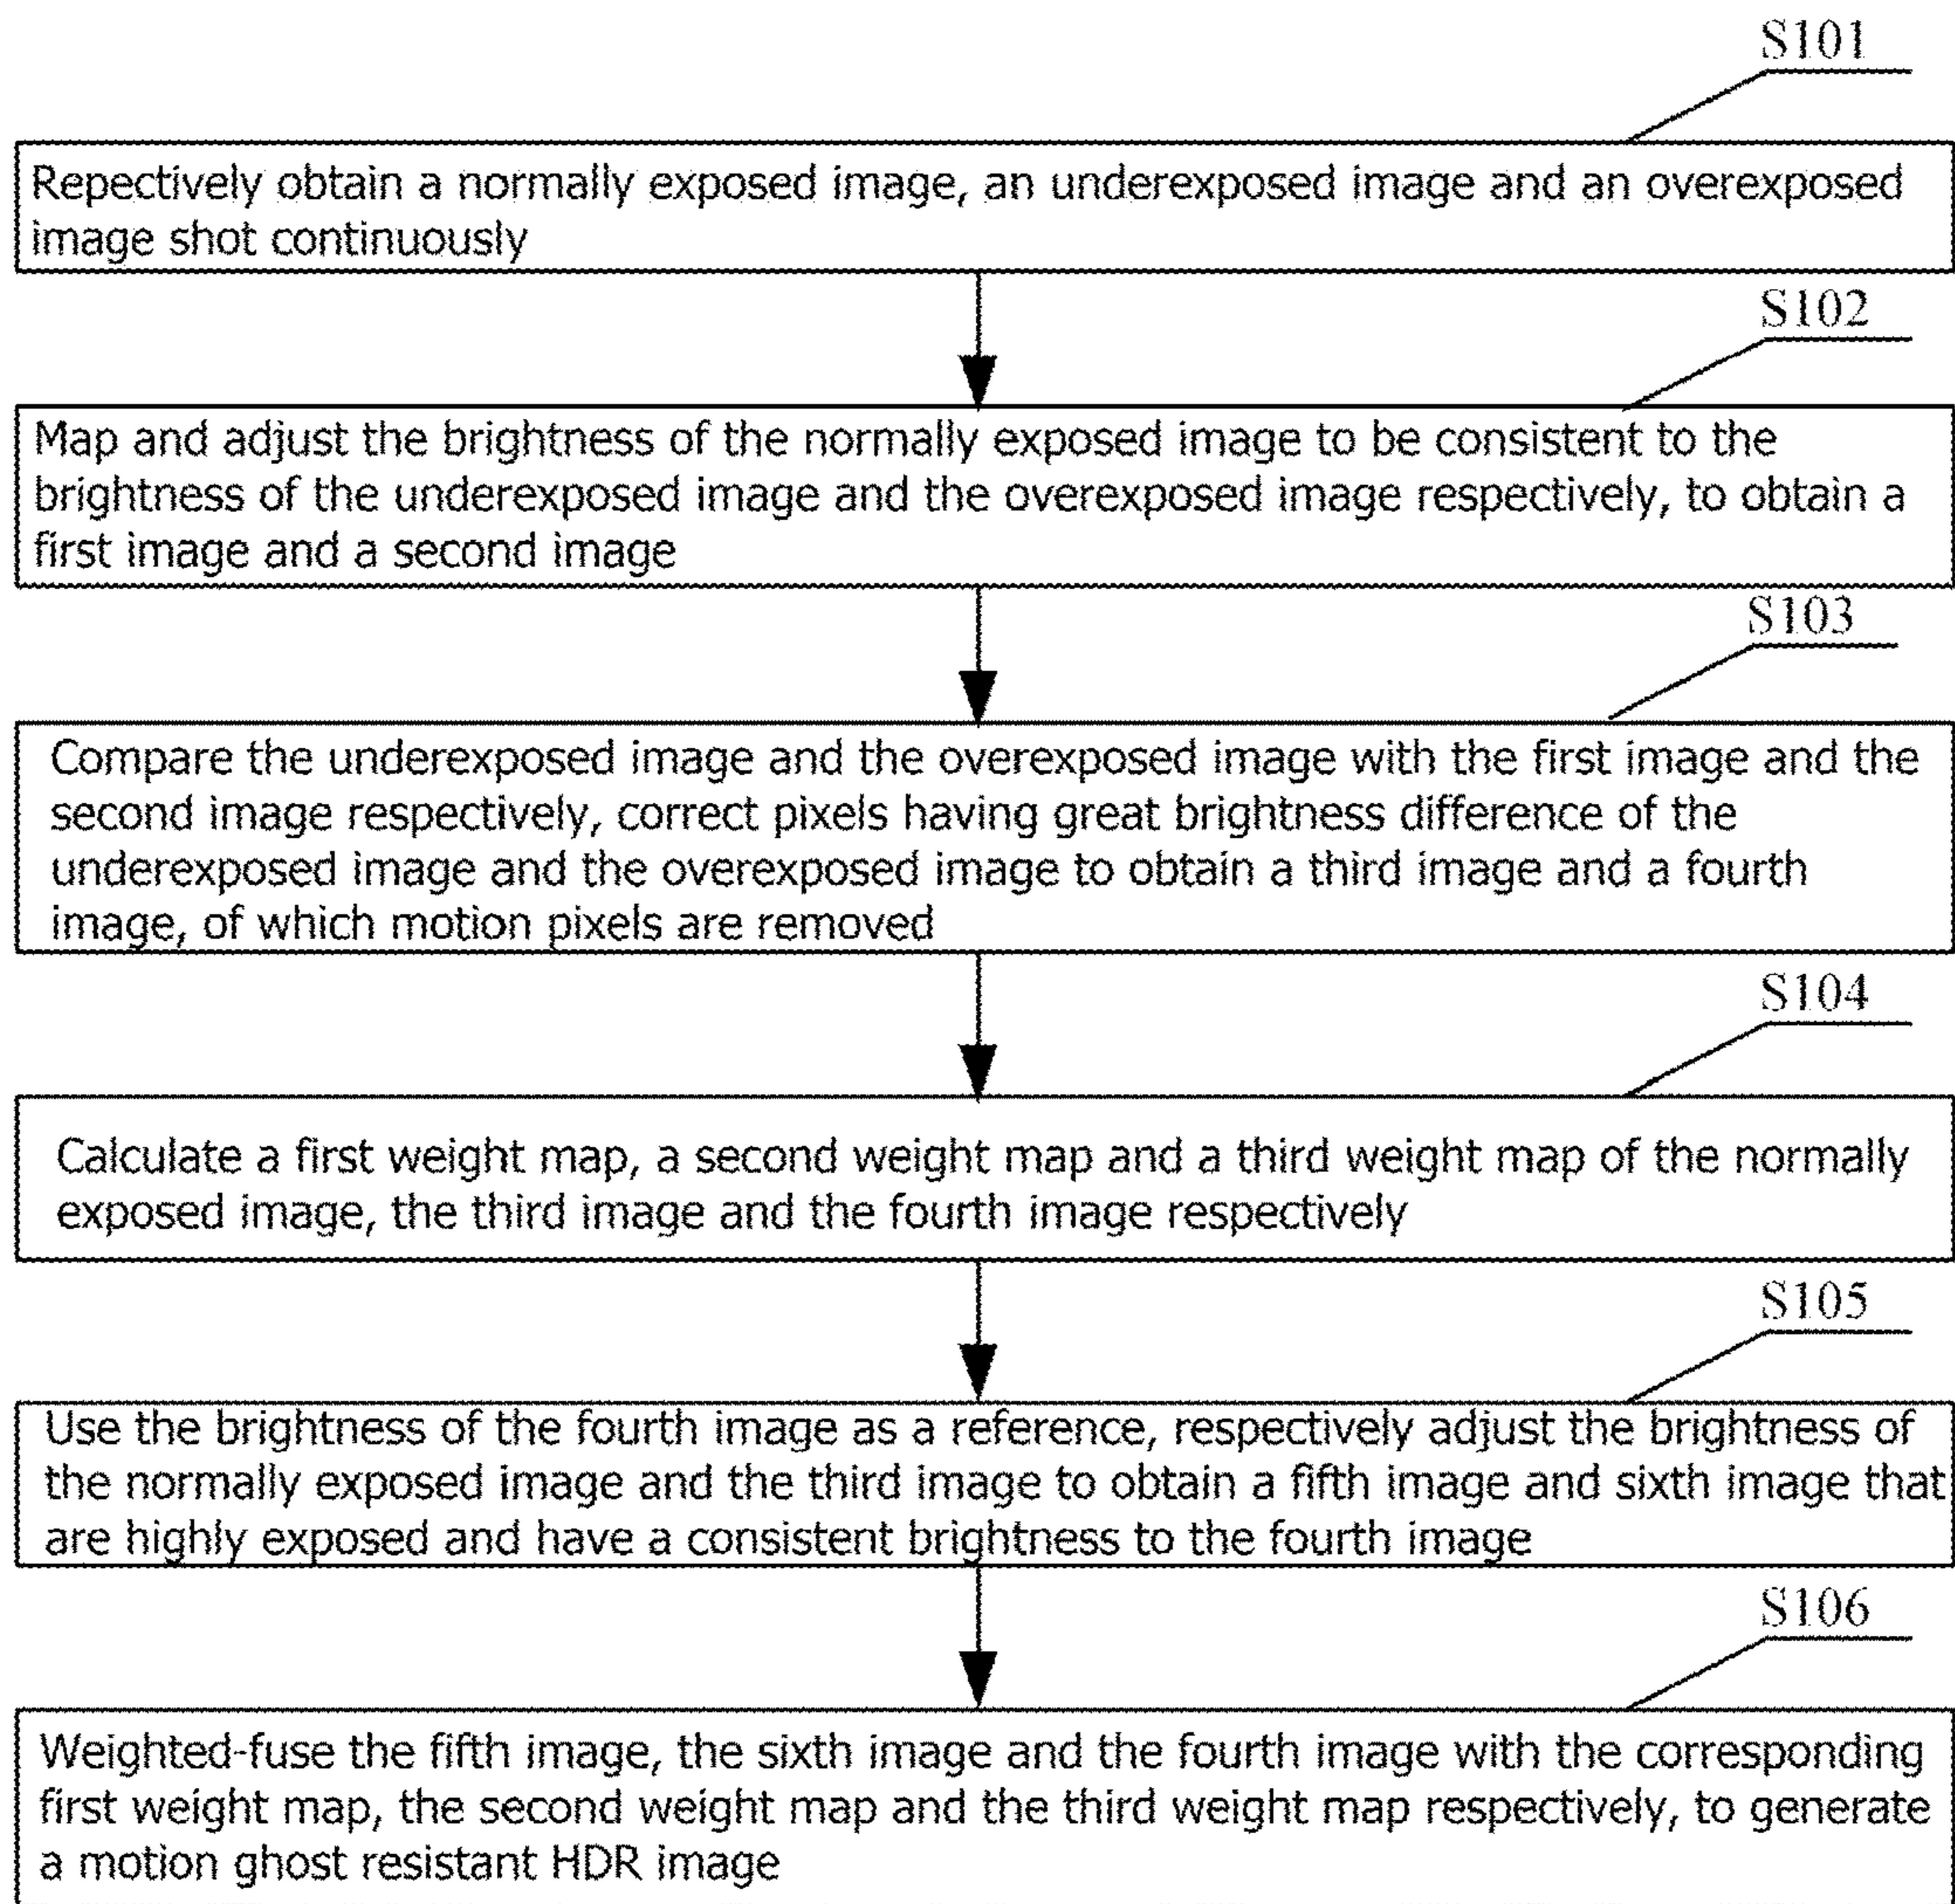 S101
Repectively obtain a normally exposed image, an underexposed image and an overexposed
image shot continuously
S102
Map and adjust the brightness of the normally exposed image to be consistent to the
brightness of the underexposed image and the overexposed image respectively, to obtain a
first image and a second image
S103
Compare the underexposed image and the overexposed image with the first image and the
second image respectively, correct pixels having great brightness difference of the
underexposed image and the overexposed image to obtain a third image and a fourth
image, of which motion pixels are removed
S104
Calculate a first weight map, a second weight map and a third weight map of the normally
exposed image, the third image and the fourth image respectively
S105
Use the brightness of the fourth image as a reference, respectively adjust the brightness of
the normally exposed image and the third image to obtain a fifth image and sixth image that
are highly exposed and have a consistent brightness to the fourth image
S106
Weighted-fuse the fifth image, the sixth image and the fourth image with the corresponding
first weight map, the second weight map and the third weight map respectively, to generate
a motion ghost resistant HDR image